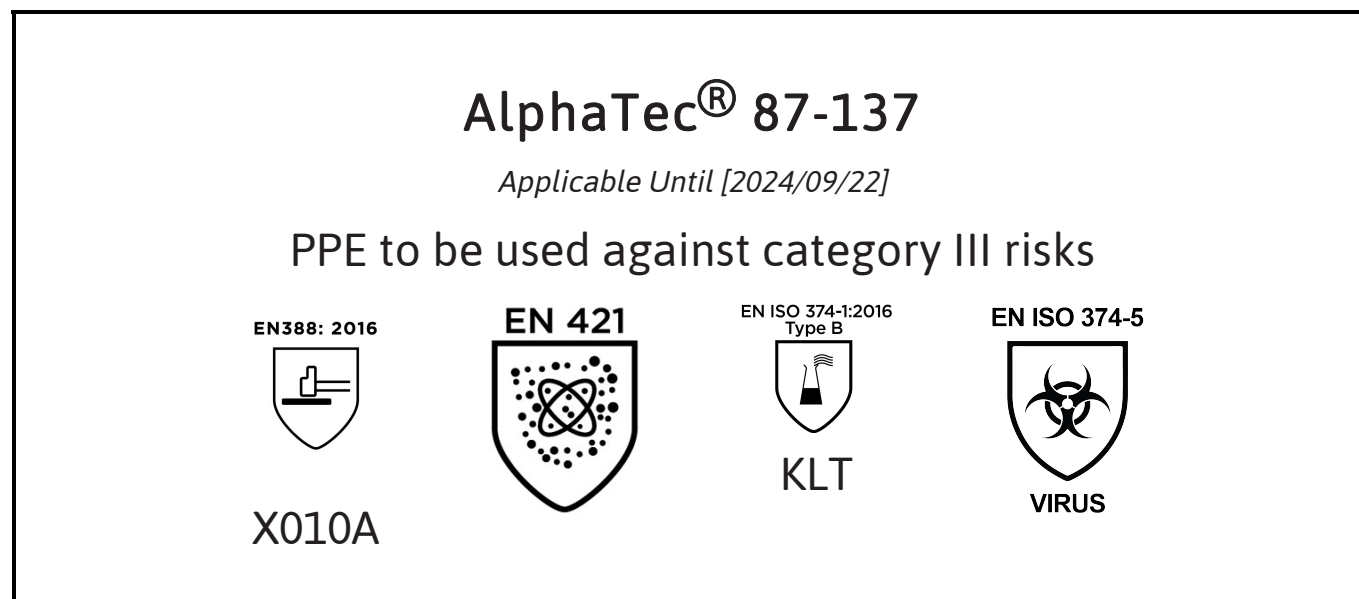 AlphaTec® 87-137
Applicable Until [2024/09/22]
PPE to be used against category III risks
EN388: 2016
X010A
EN 421
EN ISO 374-1:2016
Type B
KLT
EN ISO 374-5
VIRUS